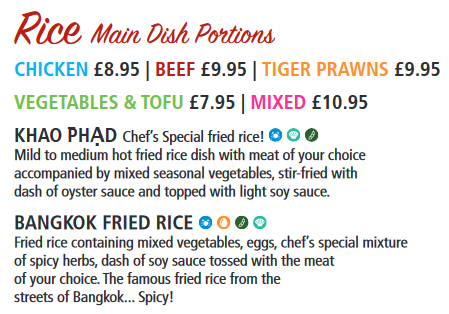 Rice Main Dish Portions
CHICKEN £8.95 | BEEF £9.95 | TIGER PRAWNS £9.95
VEGETABLES & TOFU £7.95 | MIXED £10.95
KHAO PHẠD Chef's Special fried rice!
Mild to medium hot fried rice dish with meat of your choice
accompanied by mixed seasonal vegetables, stir-fried with
dash of oyster sauce and topped with light soy sauce.
BANGKOK FRIED RICE
Fried rice containing mixed vegetables, eggs, chef's special mixture
of spicy herbs, dash of soy sauce tossed with the meat
of your choice. The famous fried rice from the
streets of Bangkok... Spicy!